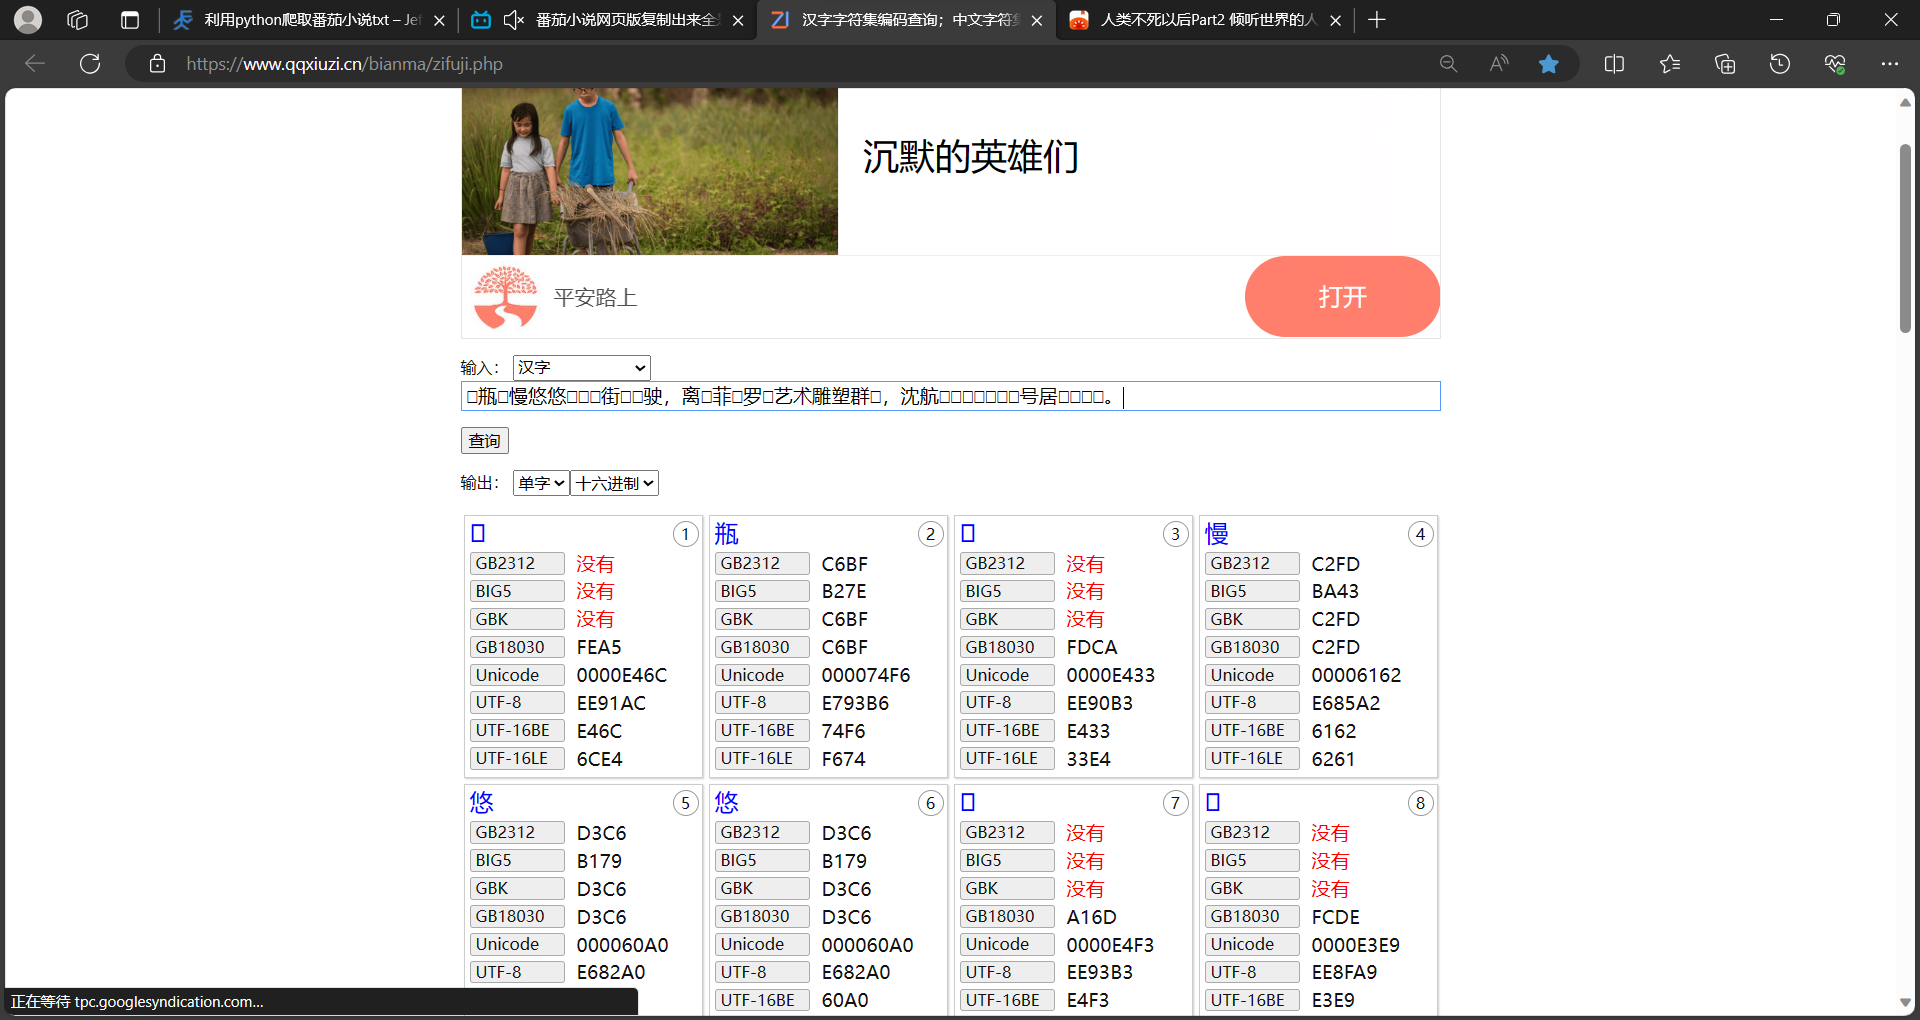 利用python爬取番茄小说txt – Jef
番茄小说网页版复制出来全
汉字字符集编码查询；中文字符
人类不死以后Part2 倾听世界的人
https://www.qqxiuzi.cn/bianma/zifuji.php
沉默的英雄们
平安路上
打开
输入： 汉字
□瓶□慢悠悠□□□街□□驶，离□菲□罗□艺术雕塑群□，沈航□□□□□□□号居□□□□。
查询
输出： 单字 十六进制
□ 1 瓶 2 □ 3 慢 4
GB2312 没有 GB2312 C6BF GB2312 没有 GB2312 C2FD
BIG5 没有 BIG5 B27E BIG5 没有 BIG5 BA43
GBK 没有 GBK C6BF GBK 没有 GBK C2FD
GB18030 FEA5 GB18030 C6BF GB18030 FDCA GB18030 C2FD
Unicode 0000E46C Unicode 000074F6 Unicode 0000E433 Unicode 00006162
UTF-8 EE91AC UTF-8 E793B6 UTF-8 EE90B3 UTF-8 E685A2
UTF-16BE E46C UTF-16BE 74F6 UTF-16BE E433 UTF-16BE 6162
UTF-16LE 6CE4 UTF-16LE F674 UTF-16LE 33E4 UTF-16LE 6261
悠 5 悠 6 □ 7 □ 8
GB2312 D3C6 GB2312 D3C6 GB2312 没有 GB2312 没有
BIG5 B179 BIG5 B179 BIG5 没有 BIG5 没有
GBK D3C6 GBK D3C6 GBK 没有 GBK 没有
GB18030 D3C6 GB18030 D3C6 GB18030 A16D GB18030 FCDE
Unicode 000060A0 Unicode 000060A0 Unicode 0000E4F3 Unicode 0000E3E9
UTF-8 E682A0 UTF-8 E682A0 UTF-8 EE93B3 UTF-8 EE8FA9
UTF-16BE 60A0 UTF-16BE E4F3 UTF-16BE E3E9
正在等待 tpc.googlesyndication.com...